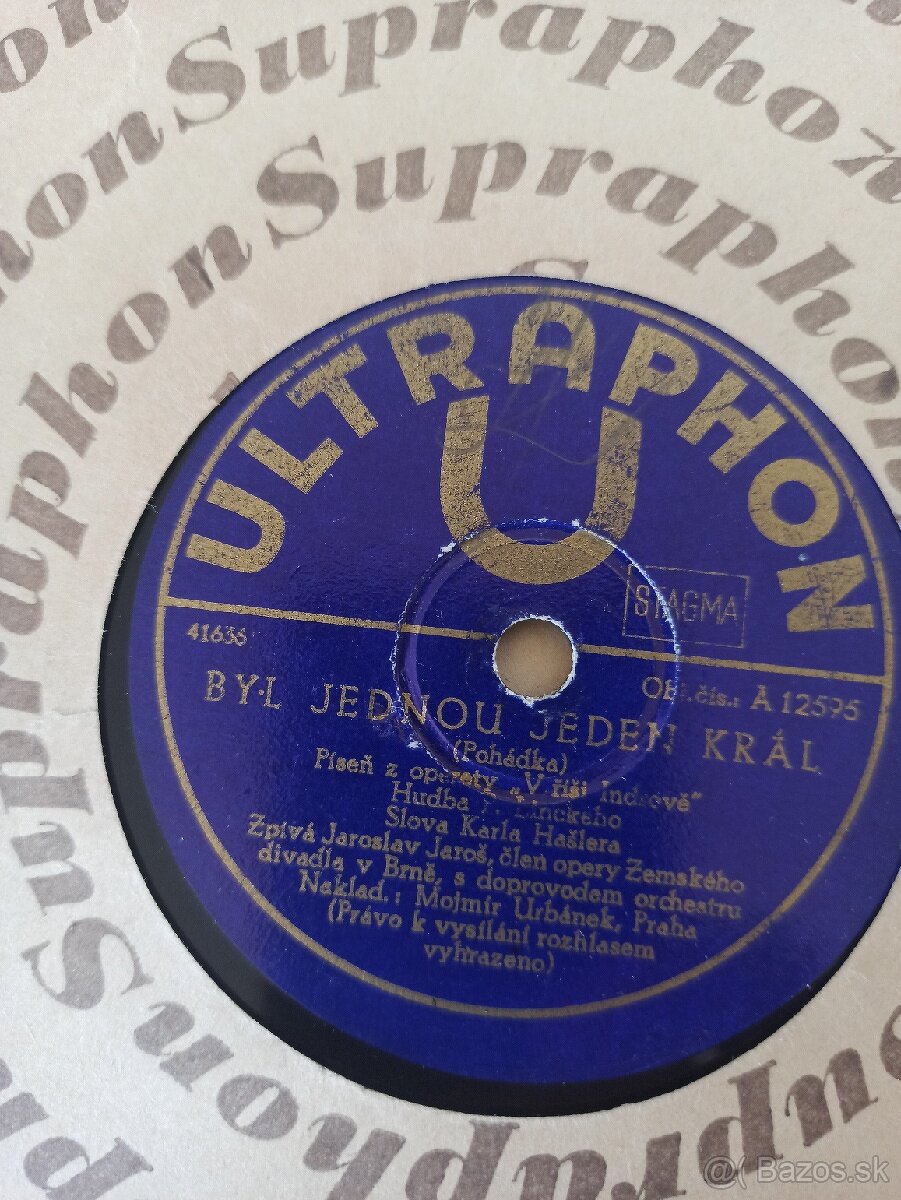 Supraphon
Supraphon
Supraphon
ULTRAPHON
U
STAGMA
41636
Obj. čís.: A 12595
BYL JEDNOU JEDEN KRÁL
(Pohádka)
Píseň z operety „V říši Indrově"
Hudba Linckeho
Slova Karla Hašlera
Zpívá Jaroslav Jaroš, člen opery Zemského
divadla v Brně, s doprovodem orchestru
Naklad.: Mojmír Urbánek, Praha
(Právo k vysílání rozhlasem
vyhrazeno)
@ Bazos.sk